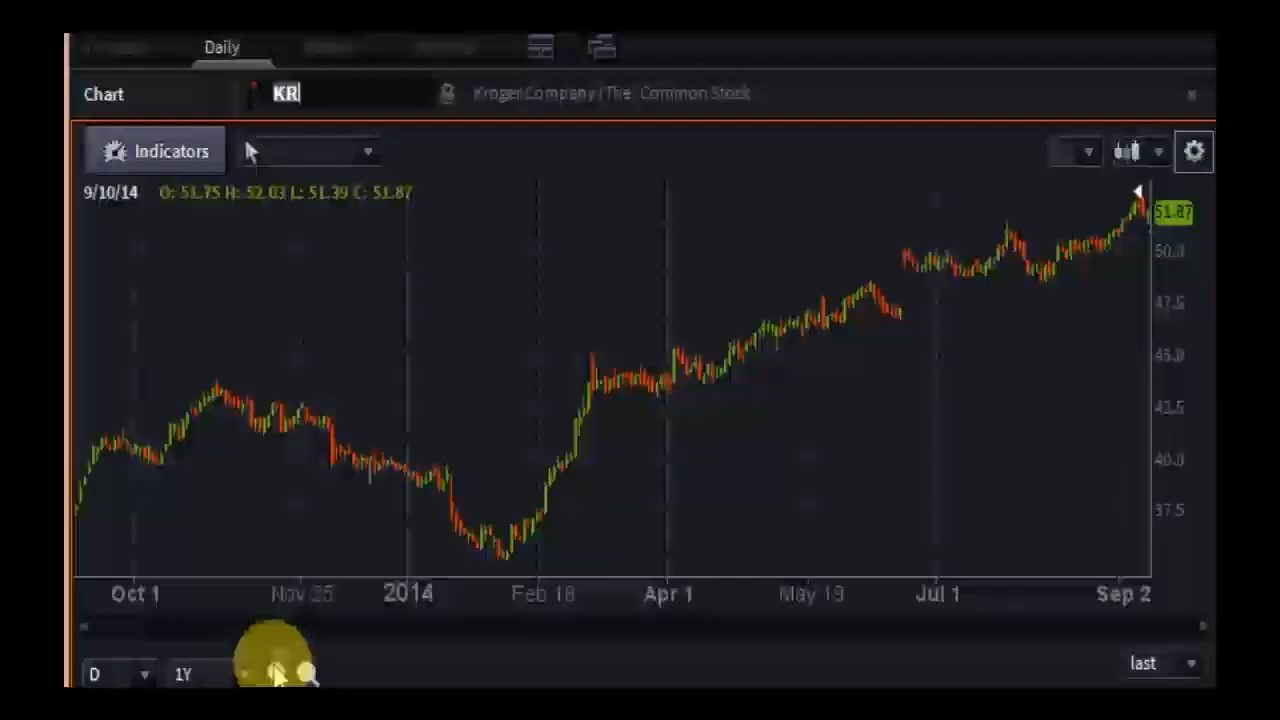 Daily
Chart KR Kroger Company (The Common Stock
Indicators
9/10/14 O: 51.75 H: 52.03 L: 51.39 C: 51.87
51.87
50.0
47.5
45.0
42.5
40.0
37.5
Oct 1 Nov 25 2014 Feb 18 Apr 1 May 19 Jul 1 Sep 2
D 1Y last